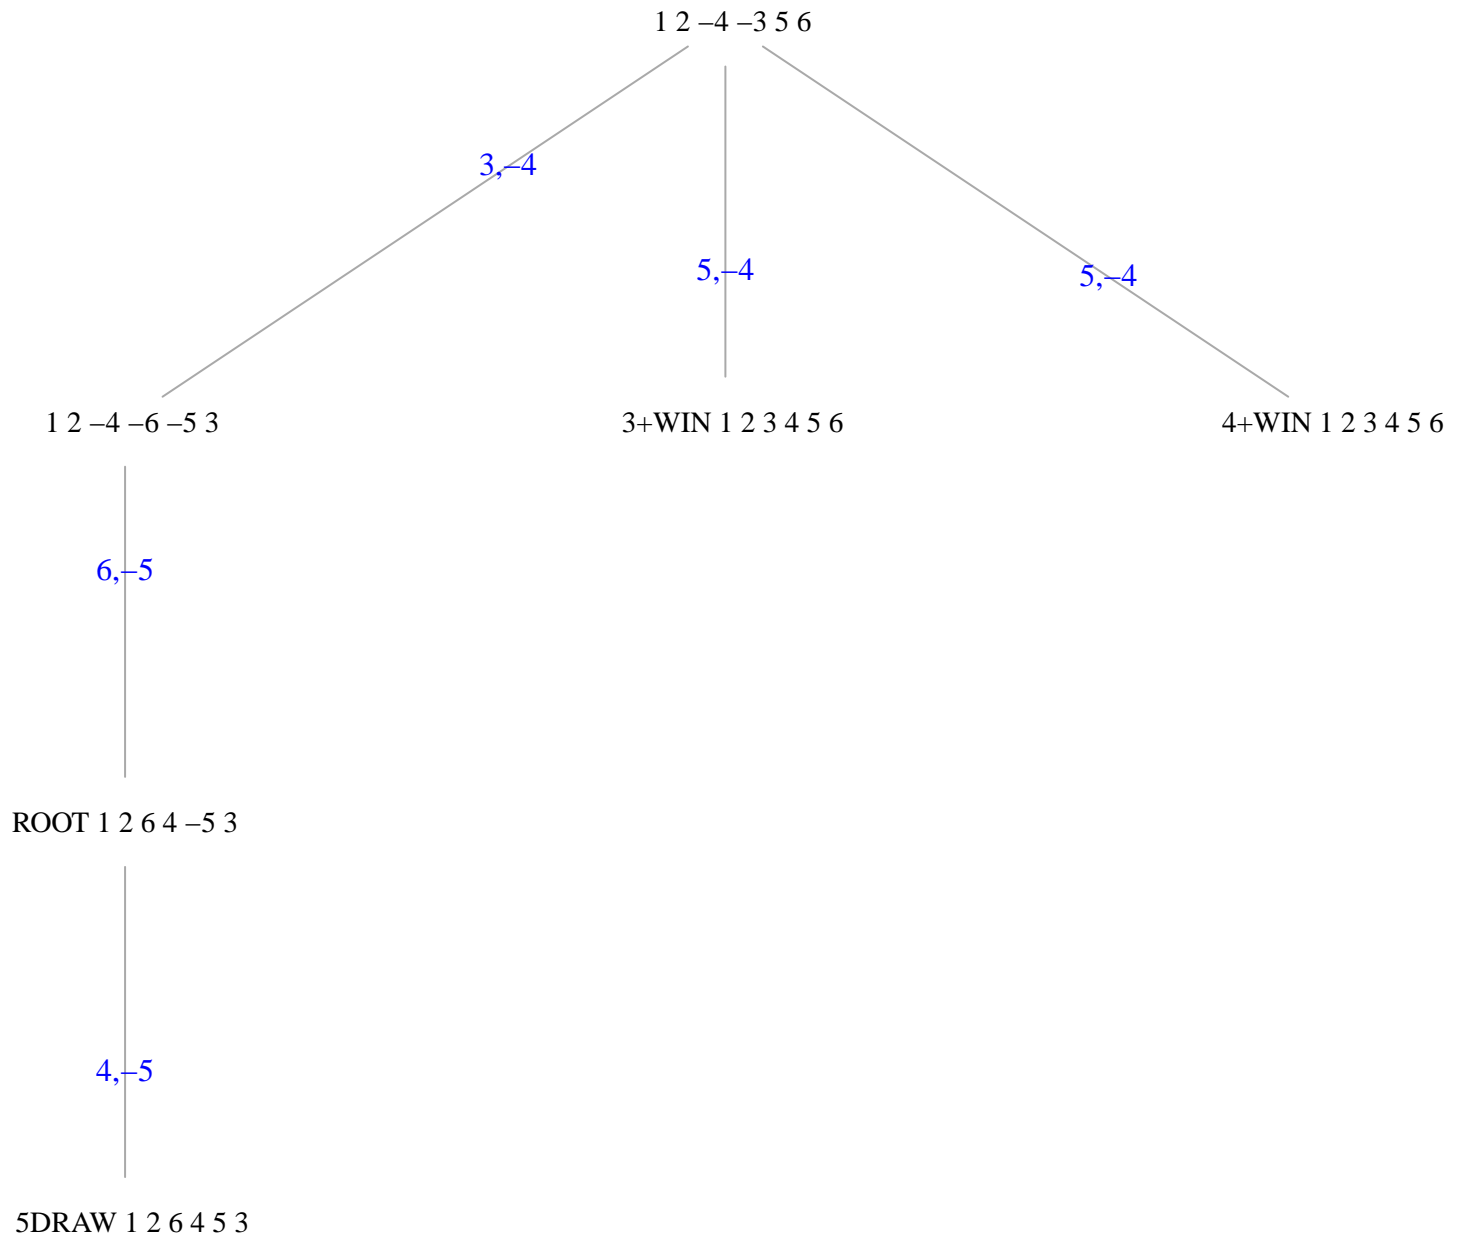 1 2 –4 –3 5 6
3,–4
5,–4
5,–4
1 2 –4 –6 –5 3
3+WIN 1 2 3 4 5 6
4+WIN 1 2 3 4 5 6
6,–5
ROOT 1 2 6 4 –5 3
4,–5
5DRAW 1 2 6 4 5 3